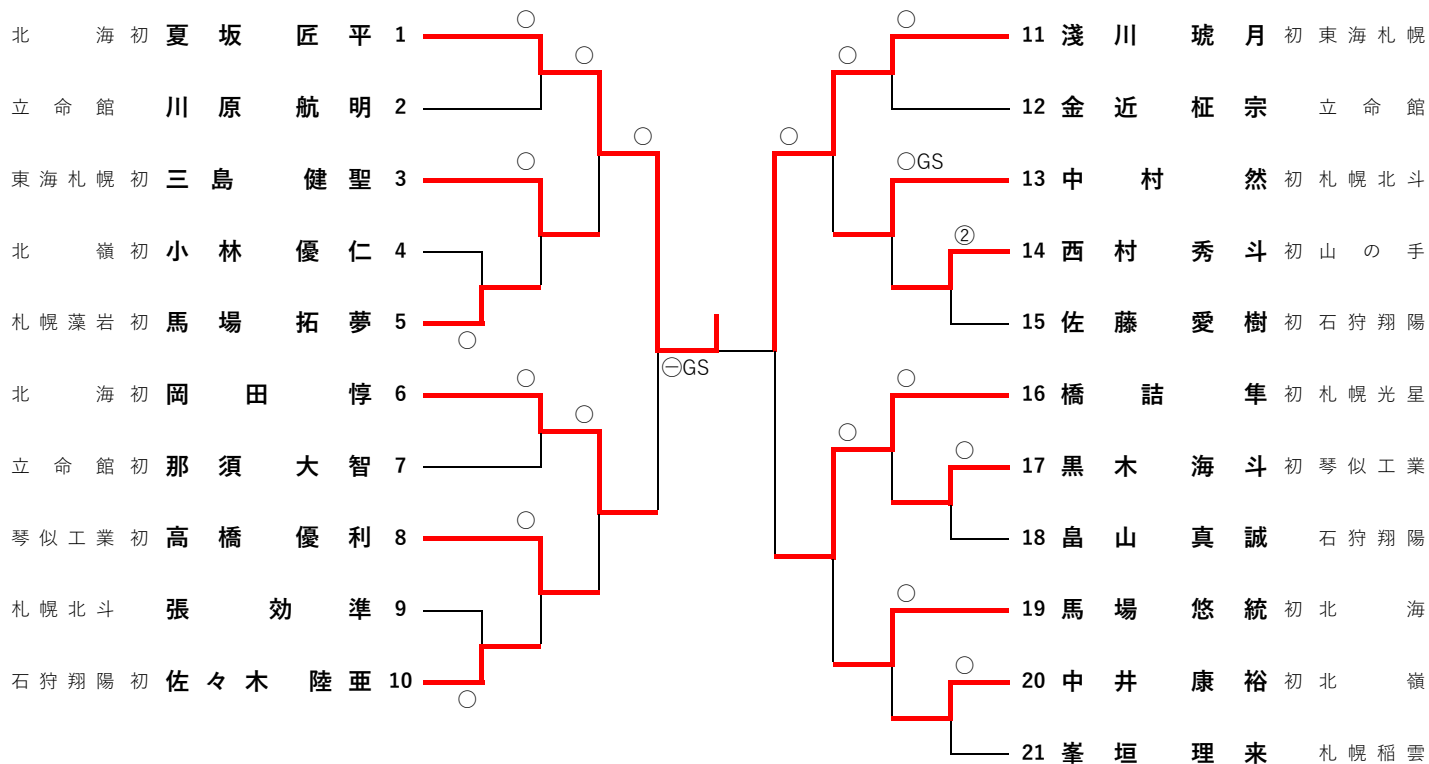 北海 初 夏坂 匠平 1
立命館 川原 航明 2
東海札幌 初 三島 健聖 3
北嶺 初 小林 優仁 4
札幌藻岩 初 馬場 拓夢 5
北海 初 岡田 惇 6
立命館 初 那須 大智 7
琴似工業 初 高橋 優利 8
札幌北斗 張 効準 9
石狩翔陽 初 佐々木 陸亜 10
○
○
○
○
○
○
○
○
○
㊀GS
○
○
○
○GS
②
○
○
○
○
○
11 淺川 琥月 初 東海札幌
12 金近 柾宗 立命館
13 中村 然 初 札幌北斗
14 西村 秀斗 初 山の手
15 佐藤 愛樹 初 石狩翔陽
16 橋詰 隼 初 札幌光星
17 黒木 海斗 初 琴似工業
18 畠山 真誠 石狩翔陽
19 馬場 悠統 初 北海
20 中井 康裕 初 北嶺
21 峯垣 理来 札幌稲雲